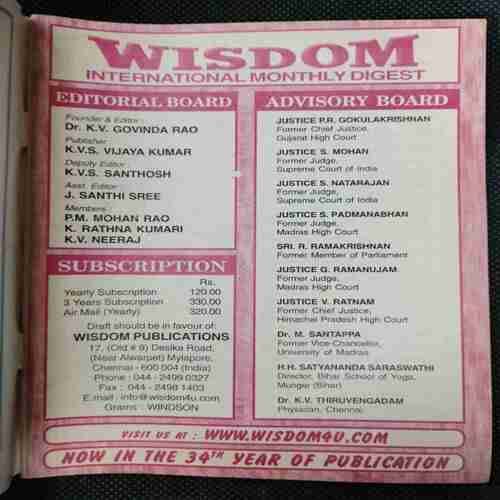 WISDOM
INTERNATIONAL MONTHLY DIGEST
EDITORIAL BOARD
Founder & Editor :
Dr. K.V. GOVINDA RAO
Publisher
K.V.S. VIJAYA KUMAR
Deputy Editor :
K.V.S. SANTHOSH
Asst. Editor :
J. SANTHI SREE
Members :
P.M. MOHAN RAO
K. RATHNA KUMARI
K.V. NEERAJ
SUBSCRIPTION
Rs.
Yearly Subscription 120.00
3 Years Subscription 330.00
Air Mail (Yearly) 320.00
Draft should be in favour of:
WISDOM PUBLICATIONS
17, (Old # 9) Desika Road,
(Near Alwarpet) Mylapore,
Chennai - 600 004 (India)
Phone : 044 - 2499 0327
Fax : 044 - 2498 1403
E.mail : info@wisdom4u.com
Grams : WINDSON
ADVISORY BOARD
JUSTICE P.R. GOKULAKRISHNAN
Former Chief Justice,
Gujarat High Court
JUSTICE S. MOHAN
Former Judge,
Supreme Court of India
JUSTICE S. NATARAJAN
Former Judge,
Supreme Court of India
JUSTICE S. PADMANABHAN
Former Judge,
Madras High Court
SRI. R. RAMAKRISHNAN
Former Member of Parliament
JUSTICE G. RAMANUJAM
Former Judge,
Madras High Court
JUSTICE V. RATNAM
Former Chief Justice,
Himachal Pradesh High Court
Dr. M. SANTAPPA
Former Vice-Chancellor,
University of Madras
H.H. SATYANANDA SARASWATHI
Director, Bihar School of Yoga,
Munger (Bihar)
Dr. K.V. THIRUVENGADAM
Physician, Chennai.
VISIT US AT : WWW.WISDOM4U.COM
NOW IN THE 34TH YEAR OF PUBLICATION